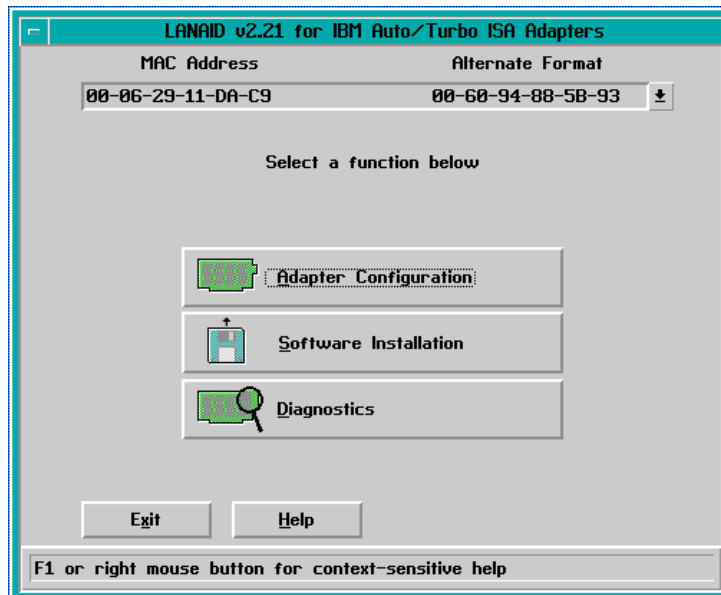 LANAID v2.21 for IBM Auto/Turbo ISA Adapters
MAC Address Alternate Format
00-06-29-11-DA-C9 00-60-94-88-5B-93
Select a function below
Adapter Configuration
Software Installation
Diagnostics
Exit Help
F1 or right mouse button for context-sensitive help